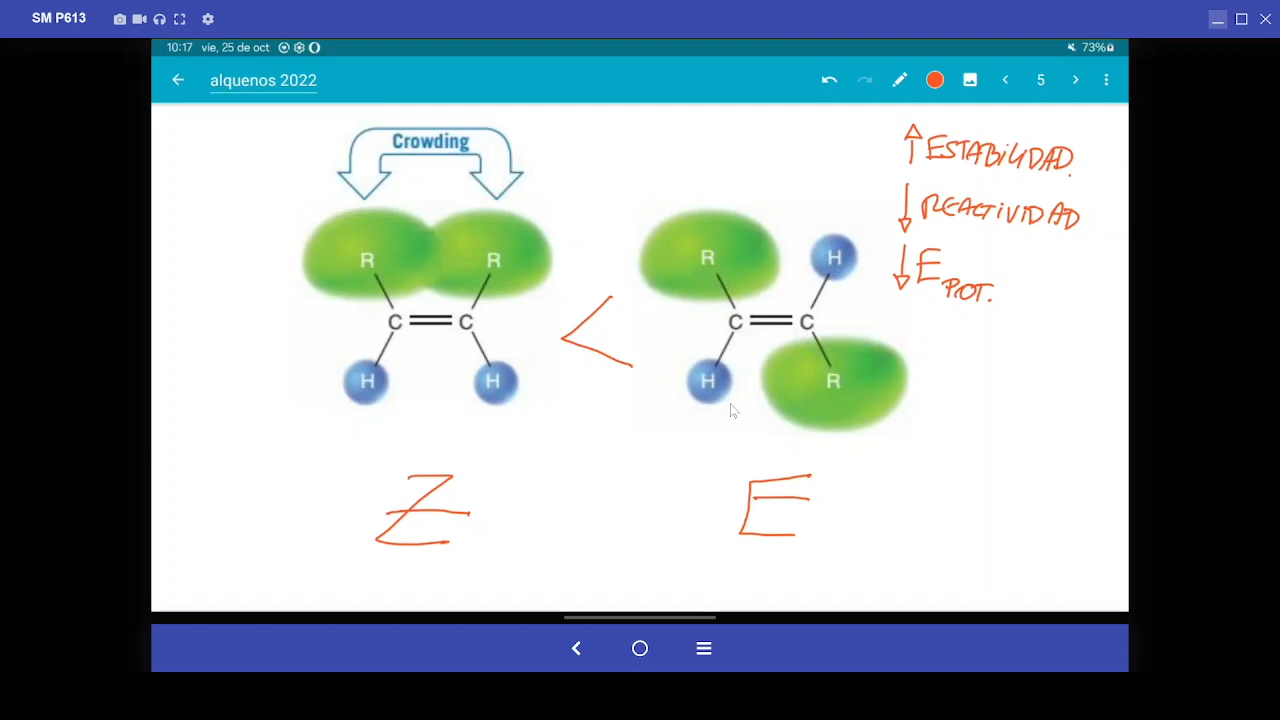 SM P613
10:17 vie, 25 de oct 73%
alquenos 2022
5
Crowding
↑ ESTABILIDAD.
↓ REACTIVIDAD
↓ E POT.
R R
C C
H H
<
R H
C C
H R
Z E